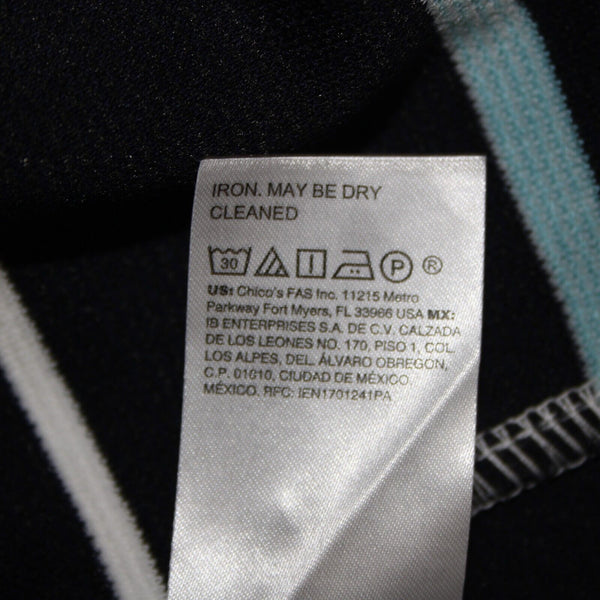 IRON. MAY BE DRY
CLEANED
30 P ®
US: Chico's FAS Inc. 11215 Metro
Parkway Fort Myers, FL 33966 USA MX:
IB ENTERPRISES S.A. DE C.V. CALZADA
DE LOS LEONES NO. 170, PISO 1, COL.
LOS ALPES, DEL. ÁLVARO OBREGON,
C.P. 01010, CIUDAD DE MÉXICO,
MÉXICO. RFC: IEN1701241PA